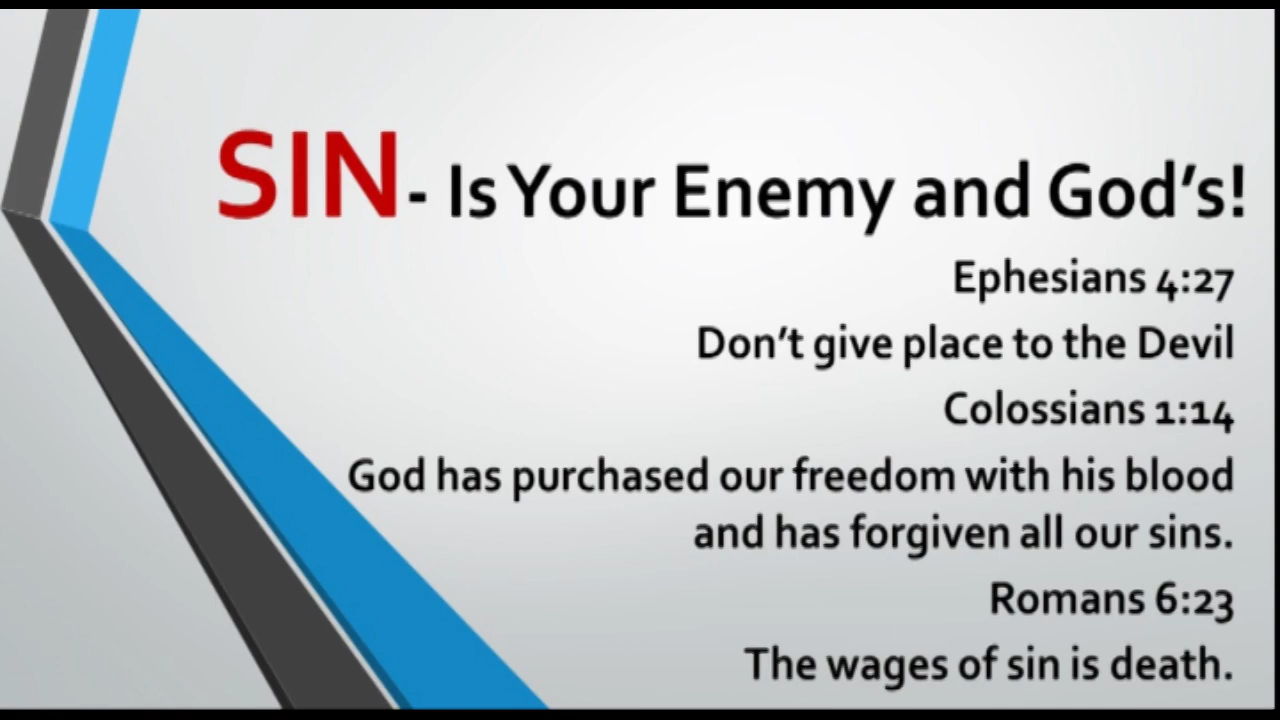 SIN- Is Your Enemy and God’s!
Ephesians 4:27
Don’t give place to the Devil
Colossians 1:14
God has purchased our freedom with his blood
and has forgiven all our sins.
Romans 6:23
The wages of sin is death.